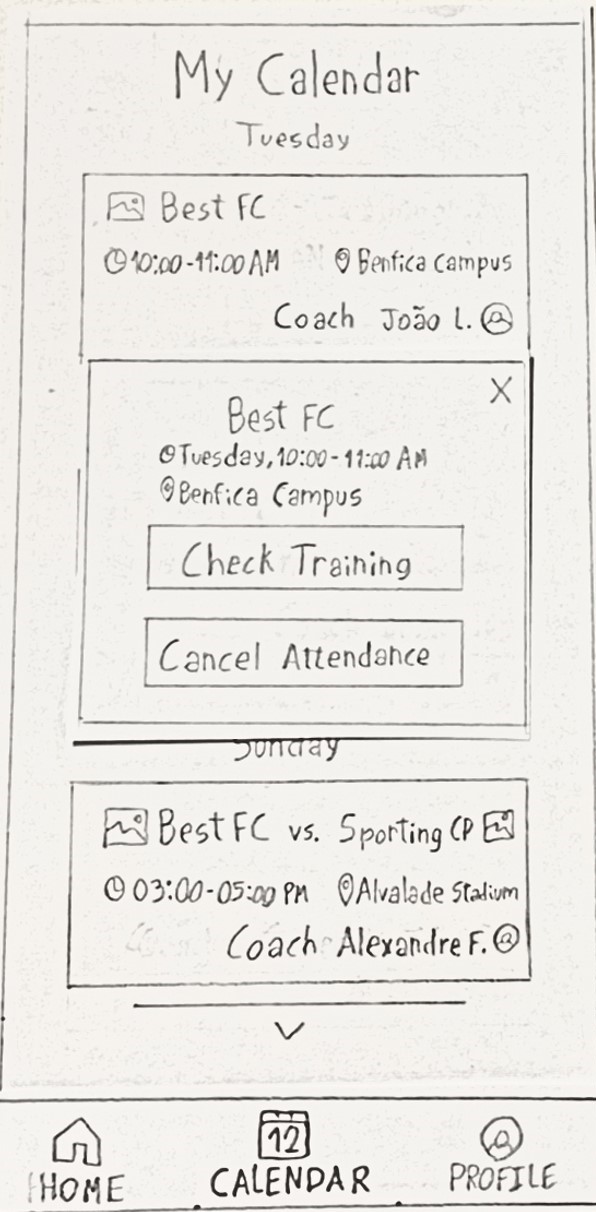 My Calendar
Tuesday
Best FC
10:00-11:00 AM Benfica Campus
Coach João L.
X
Best FC
Tuesday, 10:00-11:00 AM
Benfica Campus
Check Training
Cancel Attendance
Sunday
Best FC vs. Sporting CP
03:00-05:00 PM Alvalade Stadium
Coach Alexandre F.
12
HOME CALENDAR PROFILE